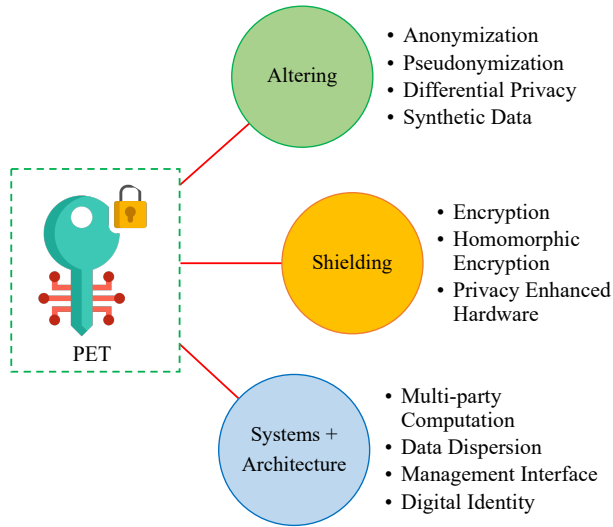 Altering
• Anonymization
• Pseudonymization
• Differential Privacy
• Synthetic Data
PET
Shielding
• Encryption
• Homomorphic
Encryption
• Privacy Enhanced
Hardware
Systems +
Architecture
• Multi-party
Computation
• Data Dispersion
• Management Interface
• Digital Identity